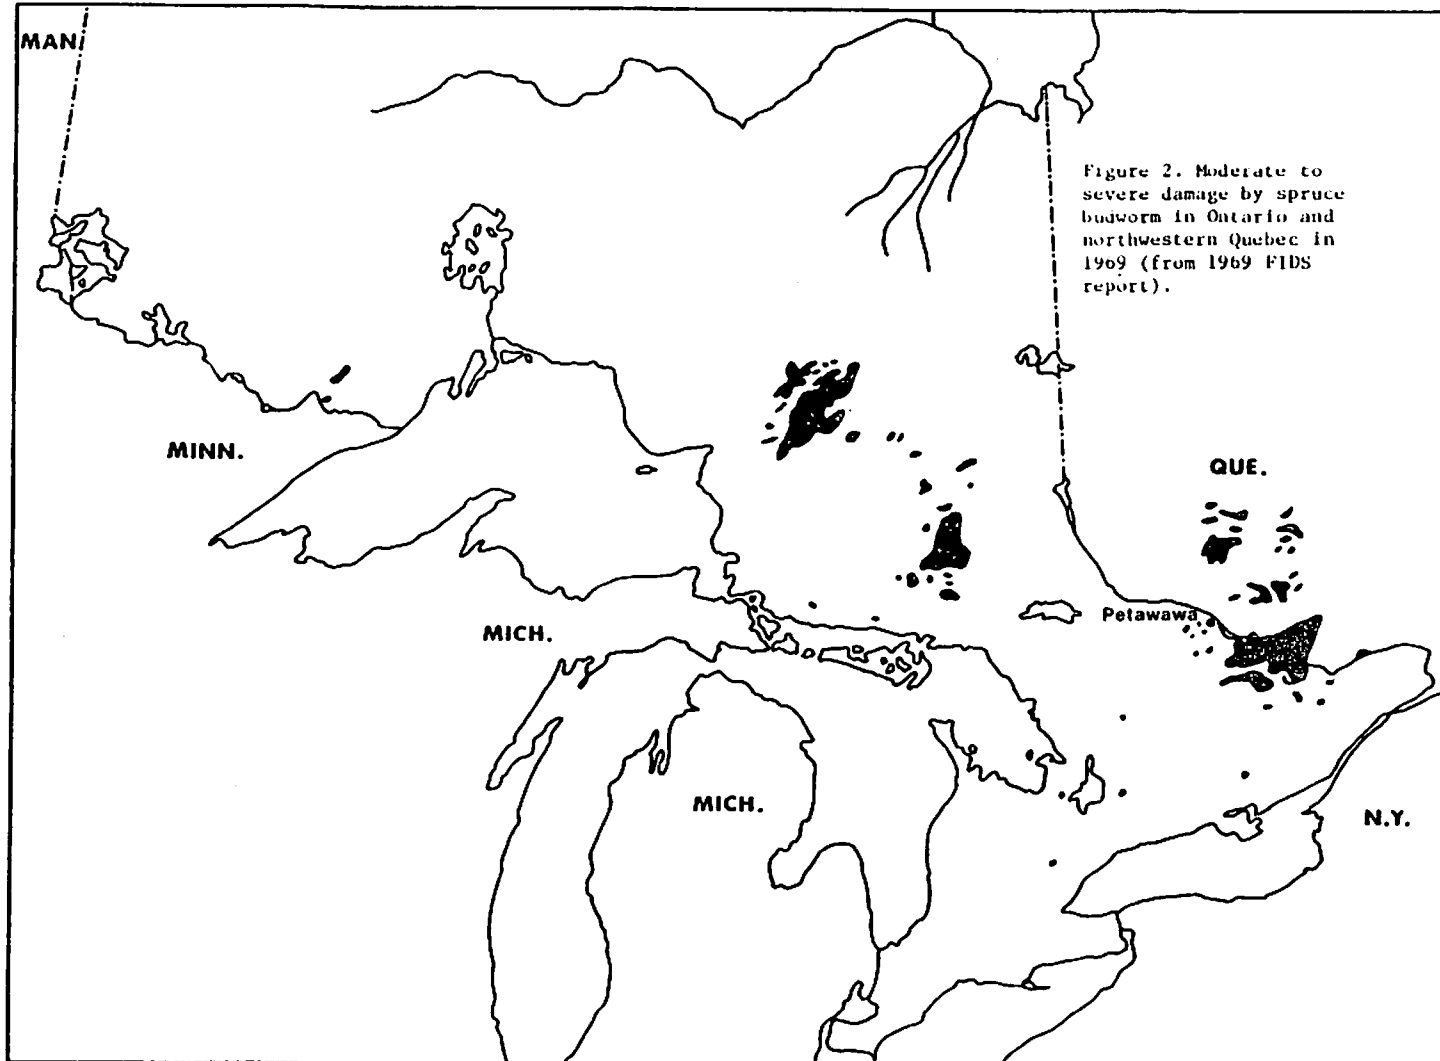 MAN.
Figure 2. Moderate to
severe damage by spruce
budworm in Ontario and
northwestern Quebec in
1969 (from 1969 FIDS
report).
MINN.
QUE.
Petawawa
MICH.
MICH.
N.Y.